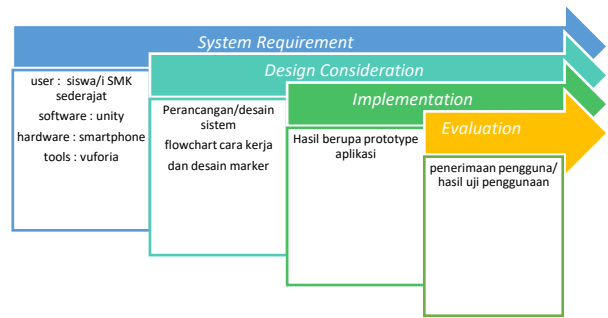 System Requirement
user : siswa/i SMK
sederajat
software : unity
hardware : smartphone
tools : vuforia
Design Consideration
Perancangan/desain
sistem
flowchart cara kerja
dan desain marker
Implementation
Hasil berupa prototype
aplikasi
Evaluation
penerimaan pengguna/
hasil uji penggunaan